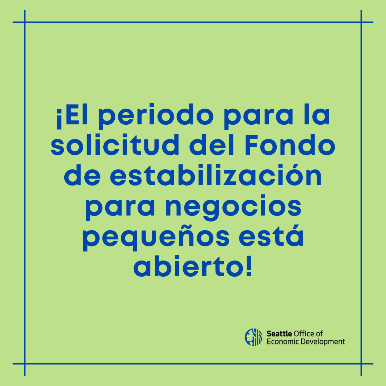 ¡El periodo para la
solicitud del Fondo
de estabilización
para negocios
pequeños está
abierto!
Seattle Office of
Economic Development